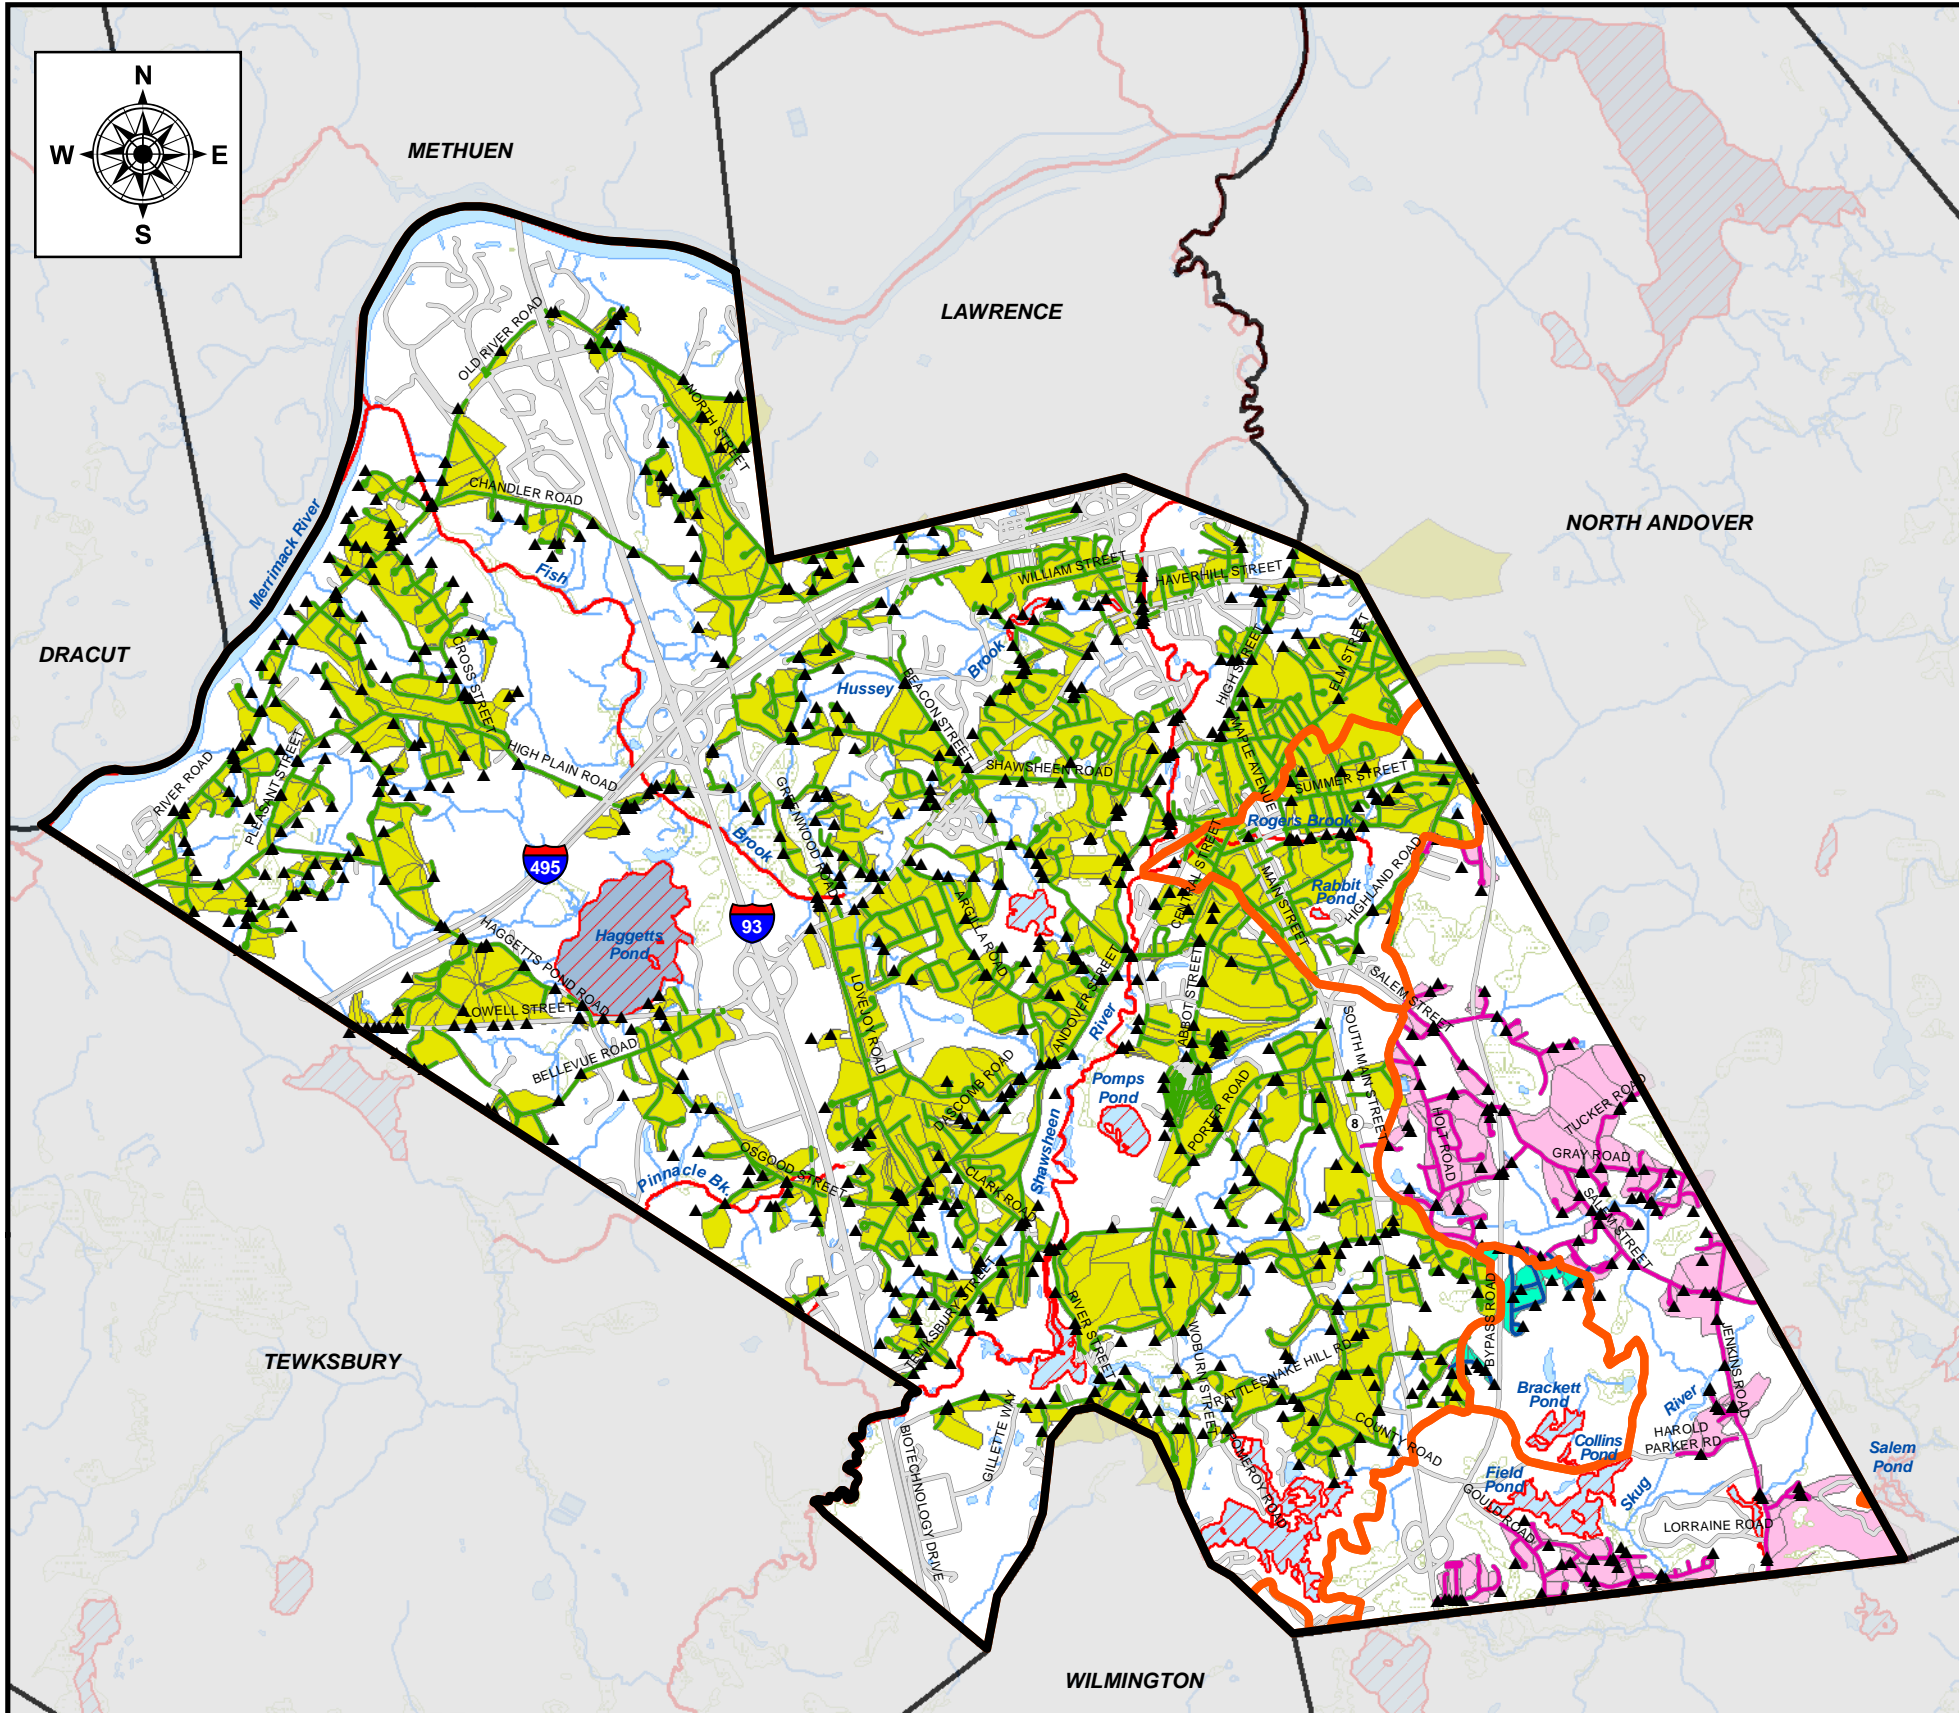 N
METHUEN
W
E
S
LAWRENCE
OLD RIVER ROAD
NORTH STREET
CHANDLER ROAD
NORTH ANDOVER
Merrimack River
Fish
WILLIAM STREET
HAVERHILL STREET
DRACUT
CROSS STREET
Brook
Hussey
BEACON STREET
HIGH STREET
ELM STREET
HIGH PLAIN ROAD
MAPLE AVENUE
RIVER ROAD
PLEASANT STREET
SHAWSHEEN ROAD
SUMMER STREET
GREENWOOD ROAD
Rogers Brook
Brook
CENTRAL STREET
HIGHLAND ROAD
495
MAIN STREET
Rabbit
Pond
93
ARGILLA ROAD
HAGGETTS POND ROAD
Haggetts
Pond
ANDOVER STREET
ABBOT STREET
SALEM STREET
LOVEJOY ROAD
OWELL STREET
River
SOUTH MAIN STREET
BELLEVUE ROAD
DASCOMB ROAD
Pomps
Pond
PORTER ROAD
TUCKER ROAD
8
HOLT ROAD
GRAY ROAD
OSGOOD STREET
Pinnacle Bk.
CLARK ROAD
Shawsheen
SALEM STREET
TEWKSBURY STREET
RIVER STREET
BYPASS ROAD
WOBURN STREET
JENKINS ROAD
TEWKSBURY
RATTLESNAKE HILL RD
Brackett
Pond
River
GILLETTE WAY
COUNTY ROAD
HAROLD
PARKER RD
Collins
Pond
Salem
Pond
BIOTECHNOLOGY DRIVE
POMEROY ROAD
Field
Pond
Skug
GOULD ROAD
LORRAINE ROAD
WILMINGTON